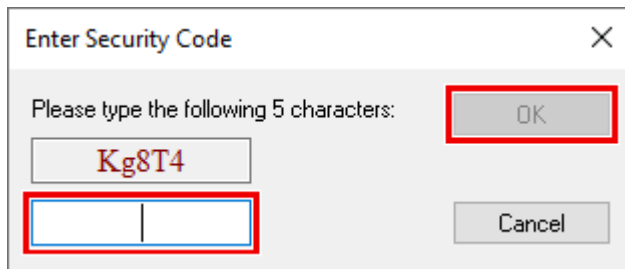 Enter Security Code
Please type the following 5 characters:
OK
Kg8T4
Cancel